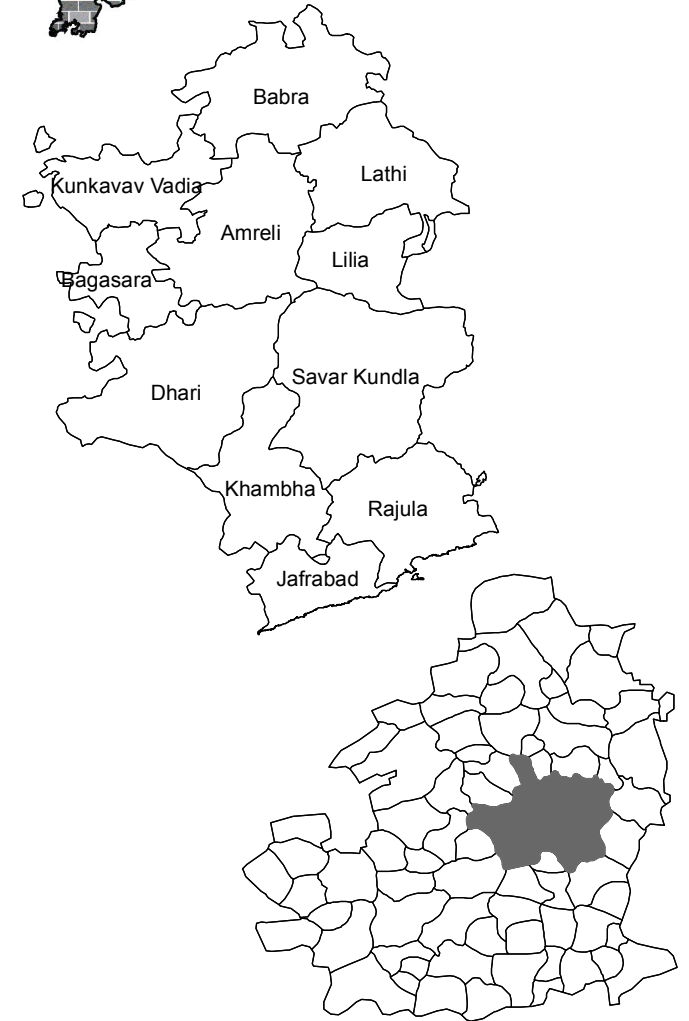 Babra
Lathi
Kunkavav Vadia
Amreli
Lilia
Bagasara
Savar Kundla
Dhari
Khambha
Rajula
Jafrabad